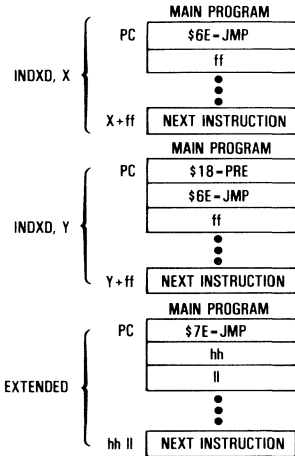 MAIN PROGRAM
PC $6E-JMP
ff
INDXD, X
X+ff NEXT INSTRUCTION
MAIN PROGRAM
PC $18-PRE
$6E-JMP
INDXD, Y ff
Y+ff NEXT INSTRUCTION
MAIN PROGRAM
PC $7E-JMP
hh
EXTENDED ll
hh ll NEXT INSTRUCTION